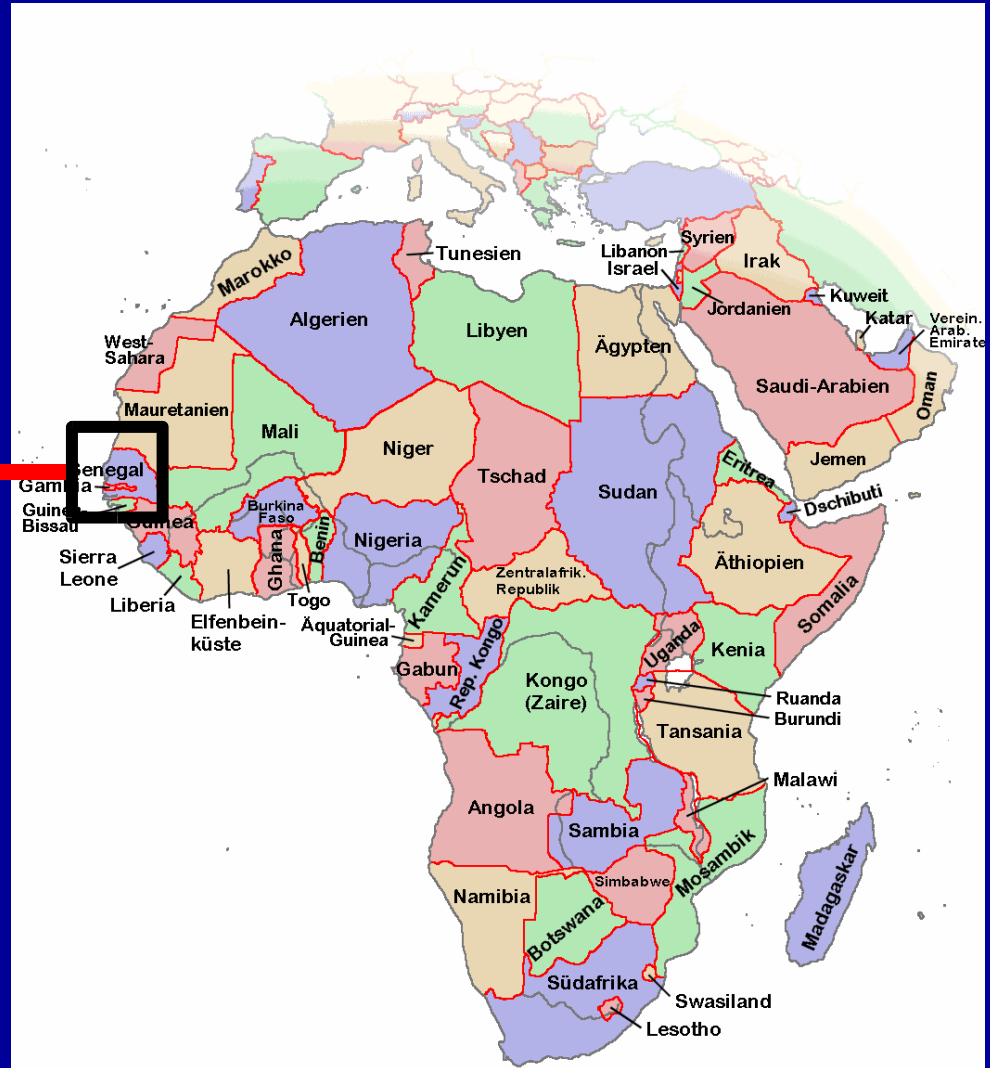 Syrien
Libanon
Israel
Irak
Tunesien
Marokko
Jordanien
Kuweit
Katar
Verein.
Arab.
Emirate
Algerien
Libyen
Ägypten
West-
Sahara
Saudi-Arabien
Oman
Mauretanien
Mali
Niger
Tschad
Sudan
Jemen
Eritrea
Dschibuti
Senegal
Gambia
Guinea
Bissau
Guinea
Burkina
Faso
Benin
Nigeria
Ghana
Sierra
Leone
Liberia
Elfenbein-
küste
Togo
Kamerun
Zentralafrik.
Republik
Äthiopien
Somalia
Äquatorial-
Guinea
Gabun
Rep. Kongo
Kongo
(Zaire)
Uganda
Kenia
Ruanda
Burundi
Tansania
Malawi
Angola
Sambia
Mosambik
Simbabwe
Namibia
Botswana
Madagaskar
Südafrika
Swasiland
Lesotho